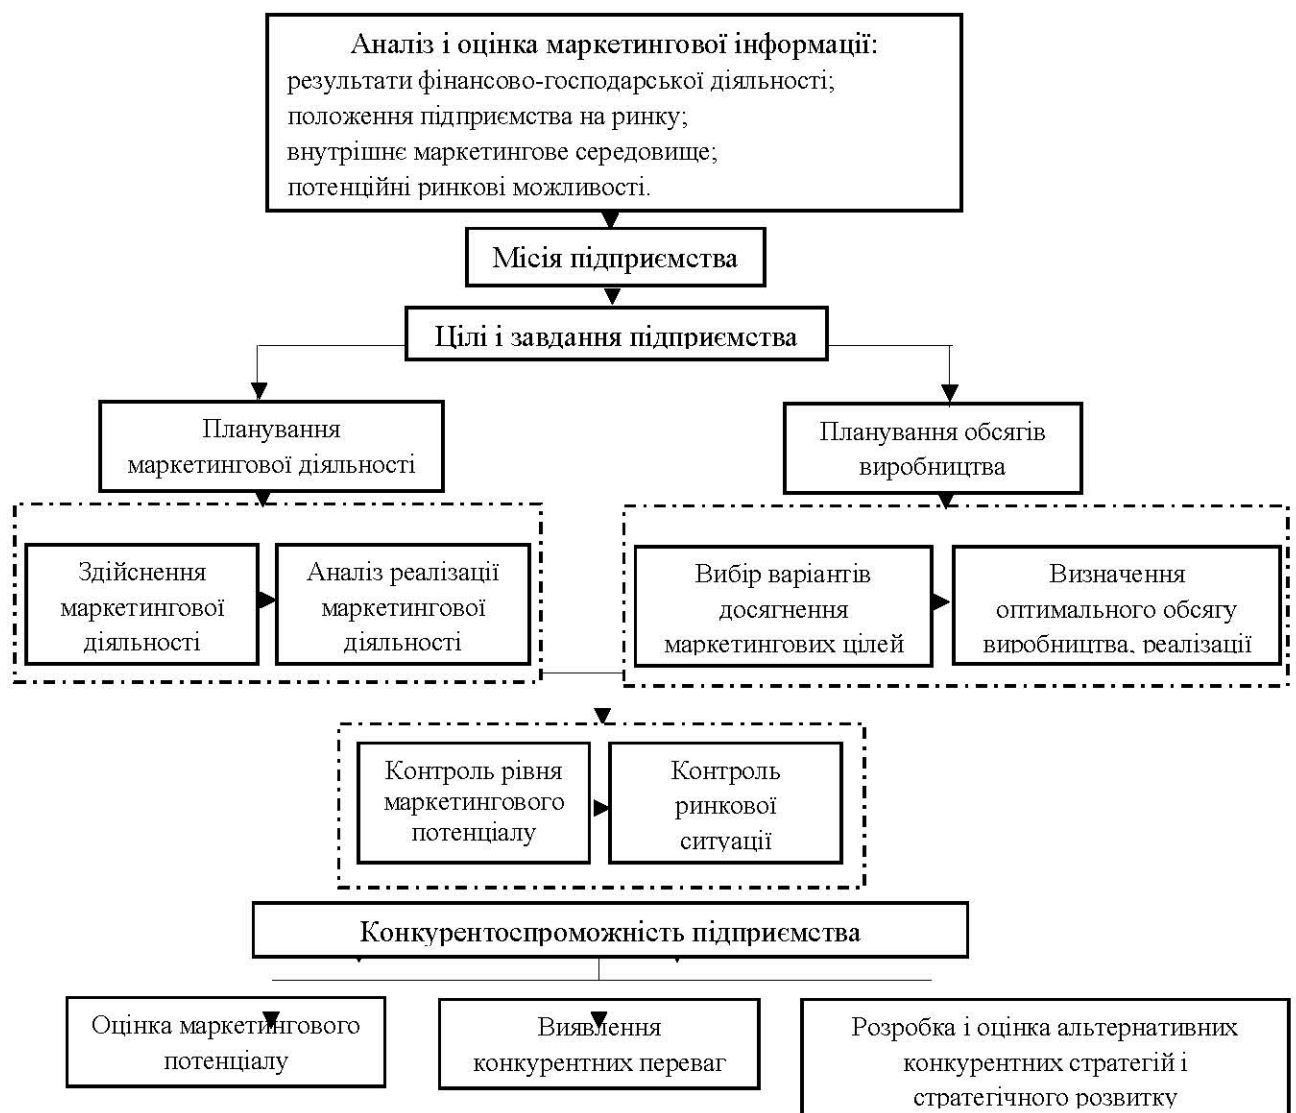 Аналіз і оцінка маркетингової інформації:
результати фінансово-господарської діяльності;
положення підприємства на ринку;
внутрішнє маркетингове середовище;
потенційні ринкові можливості.
Місія підприємства
Цілі і завдання підприємства
Планування
маркетингової діяльності
Планування обсягів
виробництва
Здійснення
маркетингової
діяльності
Аналіз реалізації
маркетингової
діяльності
Вибір варіантів
досягнення
маркетингових цілей
Визначення
оптимального обсягу
виробництва, реалізації
Контроль рівня
маркетингового
потенціалу
Контроль
ринкової
ситуації
Конкурентоспроможність підприємства
Оцінка маркетингового
потенціалу
Виявлення
конкурентних переваг
Розробка і оцінка альтернативних
конкурентних стратегій і
стратегічного розвитку